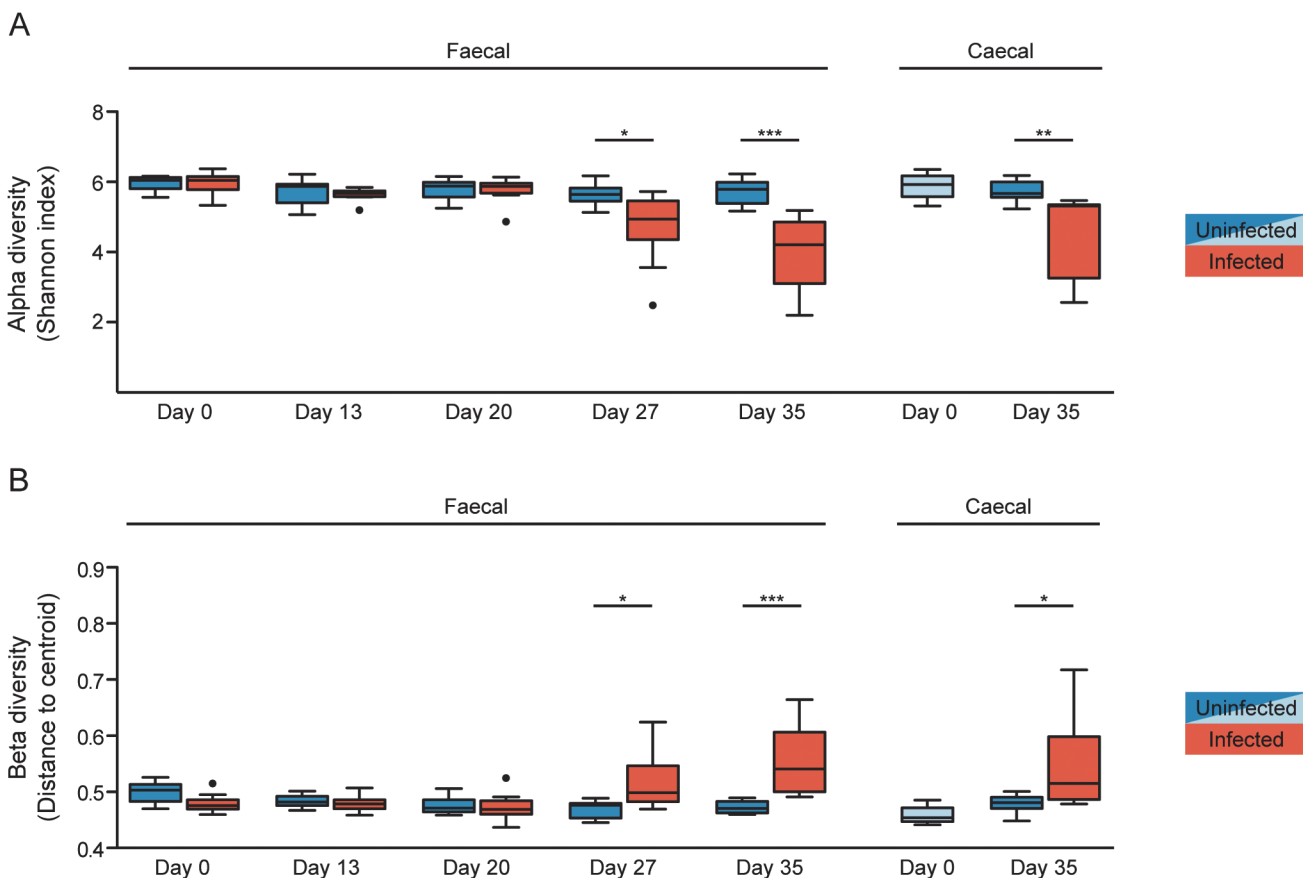 A
Faecal
Caecal
Alpha diversity
(Shannon index)
8
6
4
2
*
***
**
Day 0
Day 13
Day 20
Day 27
Day 35
Day 0
Day 35
Uninfected
Infected
B
Faecal
Caecal
Beta diversity
(Distance to centroid)
0.9
0.8
0.7
0.6
0.5
0.4
*
***
*
Day 0
Day 13
Day 20
Day 27
Day 35
Day 0
Day 35
Uninfected
Infected